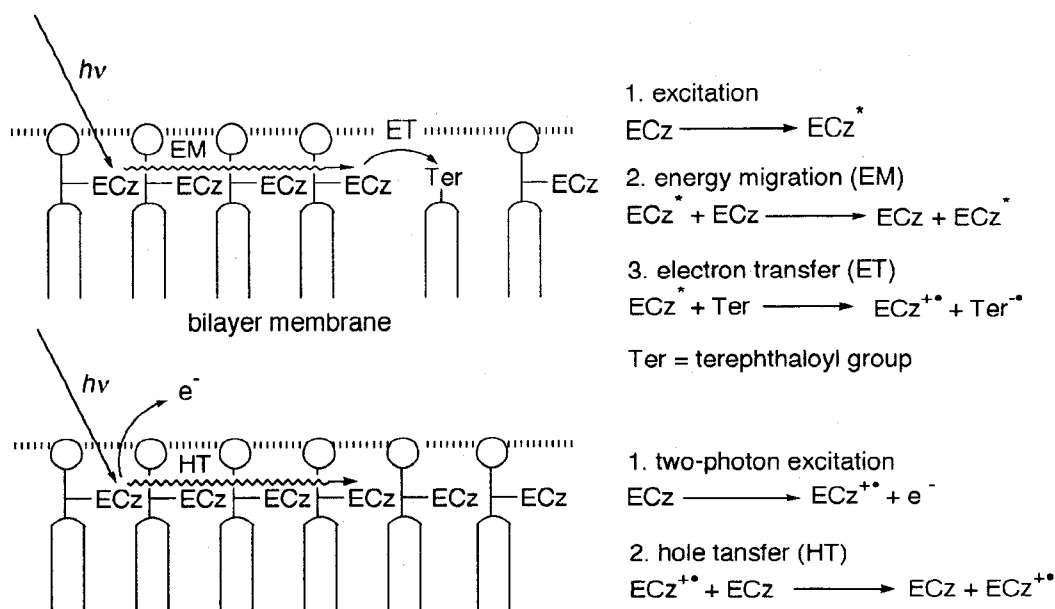 hν
ET
EM
ECz ECz ECz ECz Ter ECz
bilayer membrane
1. excitation
ECz ⟶ ECz*
2. energy migration (EM)
ECz* + ECz ⟶ ECz + ECz*
3. electron transfer (ET)
ECz* + Ter ⟶ ECz+• + Ter-•
Ter = terephthaloyl group
hν
e-
HT
ECz ECz ECz ECz ECz ECz
1. two-photon excitation
ECz ⟶ ECz+• + e-
2. hole tansfer (HT)
ECz+• + ECz ⟶ ECz + ECz+•